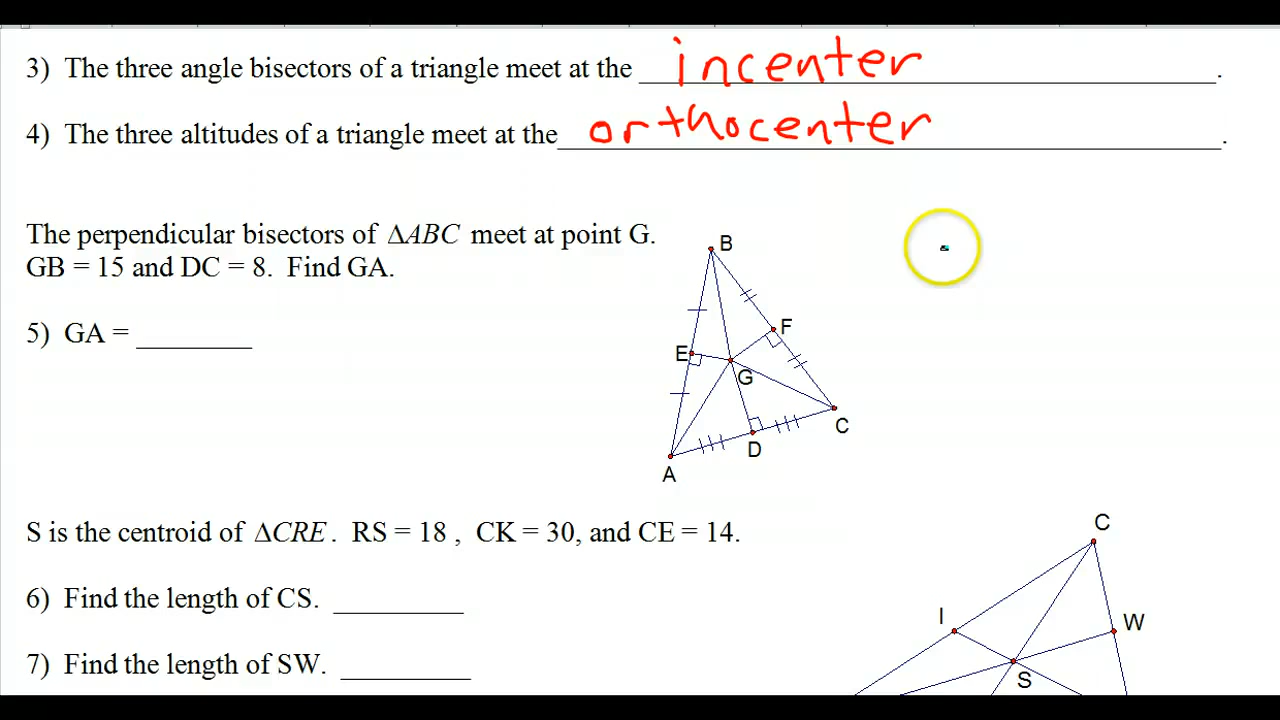 3) The three angle bisectors of a triangle meet at the incenter.
4) The three altitudes of a triangle meet at the orthocenter.
The perpendicular bisectors of ΔABC meet at point G.
GB = 15 and DC = 8. Find GA.
5) GA = ________
B
F
E
G
C
D
A
S is the centroid of ΔCRE. RS = 18 , CK = 30, and CE = 14.
C
6) Find the length of CS. ________
I
W
7) Find the length of SW. ________
S